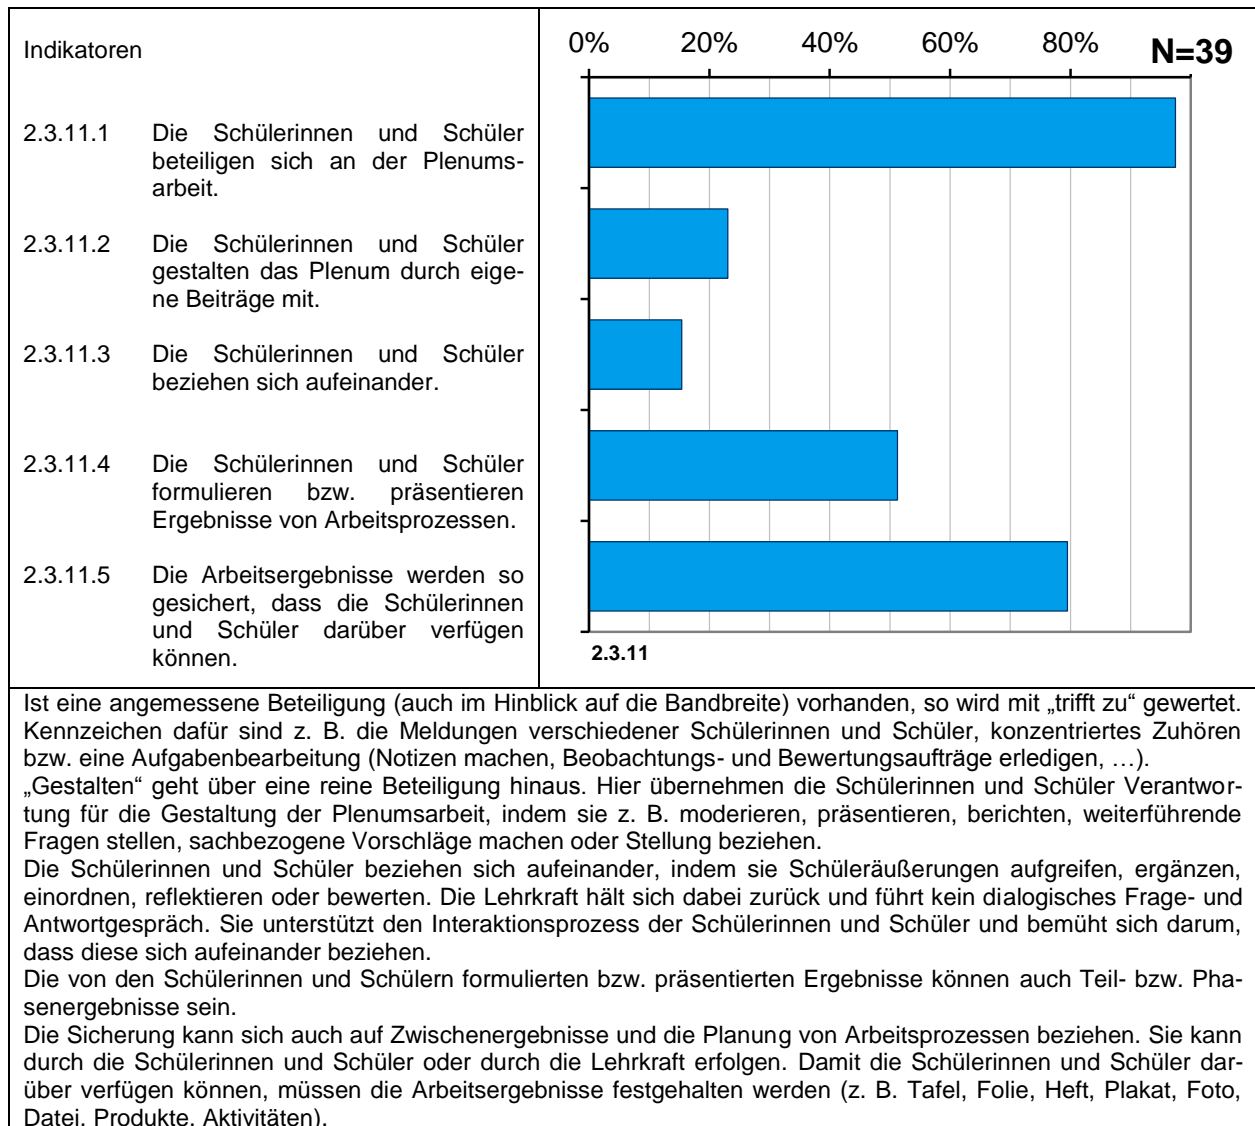 Indikatoren
0% 20% 40% 60% 80% N=39
2.3.11.1 Die Schülerinnen und Schüler
beteiligen sich an der Plenums-
arbeit.
2.3.11.2 Die Schülerinnen und Schüler
gestalten das Plenum durch eige-
ne Beiträge mit.
2.3.11.3 Die Schülerinnen und Schüler
beziehen sich aufeinander.
2.3.11.4 Die Schülerinnen und Schüler
formulieren bzw. präsentieren
Ergebnisse von Arbeitsprozessen.
2.3.11.5 Die Arbeitsergebnisse werden so
gesichert, dass die Schülerinnen
und Schüler darüber verfügen
können.
2.3.11
Ist eine angemessene Beteiligung (auch im Hinblick auf die Bandbreite) vorhanden, so wird mit „trifft zu“ gewertet.
Kennzeichen dafür sind z. B. die Meldungen verschiedener Schülerinnen und Schüler, konzentriertes Zuhören
bzw. eine Aufgabenbearbeitung (Notizen machen, Beobachtungs- und Bewertungsaufträge erledigen, …).
„Gestalten“ geht über eine reine Beteiligung hinaus. Hier übernehmen die Schülerinnen und Schüler Verantwor-
tung für die Gestaltung der Plenumsarbeit, indem sie z. B. moderieren, präsentieren, berichten, weiterführende
Fragen stellen, sachbezogene Vorschläge machen oder Stellung beziehen.
Die Schülerinnen und Schüler beziehen sich aufeinander, indem sie Schüleräußerungen aufgreifen, ergänzen,
einordnen, reflektieren oder bewerten. Die Lehrkraft hält sich dabei zurück und führt kein dialogisches Frage- und
Antwortgespräch. Sie unterstützt den Interaktionsprozess der Schülerinnen und Schüler und bemüht sich darum,
dass diese sich aufeinander beziehen.
Die von den Schülerinnen und Schülern formulierten bzw. präsentierten Ergebnisse können auch Teil- bzw. Pha-
senergebnisse sein.
Die Sicherung kann sich auch auf Zwischenergebnisse und die Planung von Arbeitsprozessen beziehen. Sie kann
durch die Schülerinnen und Schüler oder durch die Lehrkraft erfolgen. Damit die Schülerinnen und Schüler dar-
über verfügen können, müssen die Arbeitsergebnisse festgehalten werden (z. B. Tafel, Folie, Heft, Plakat, Foto,
Datei, Produkte, Aktivitäten).